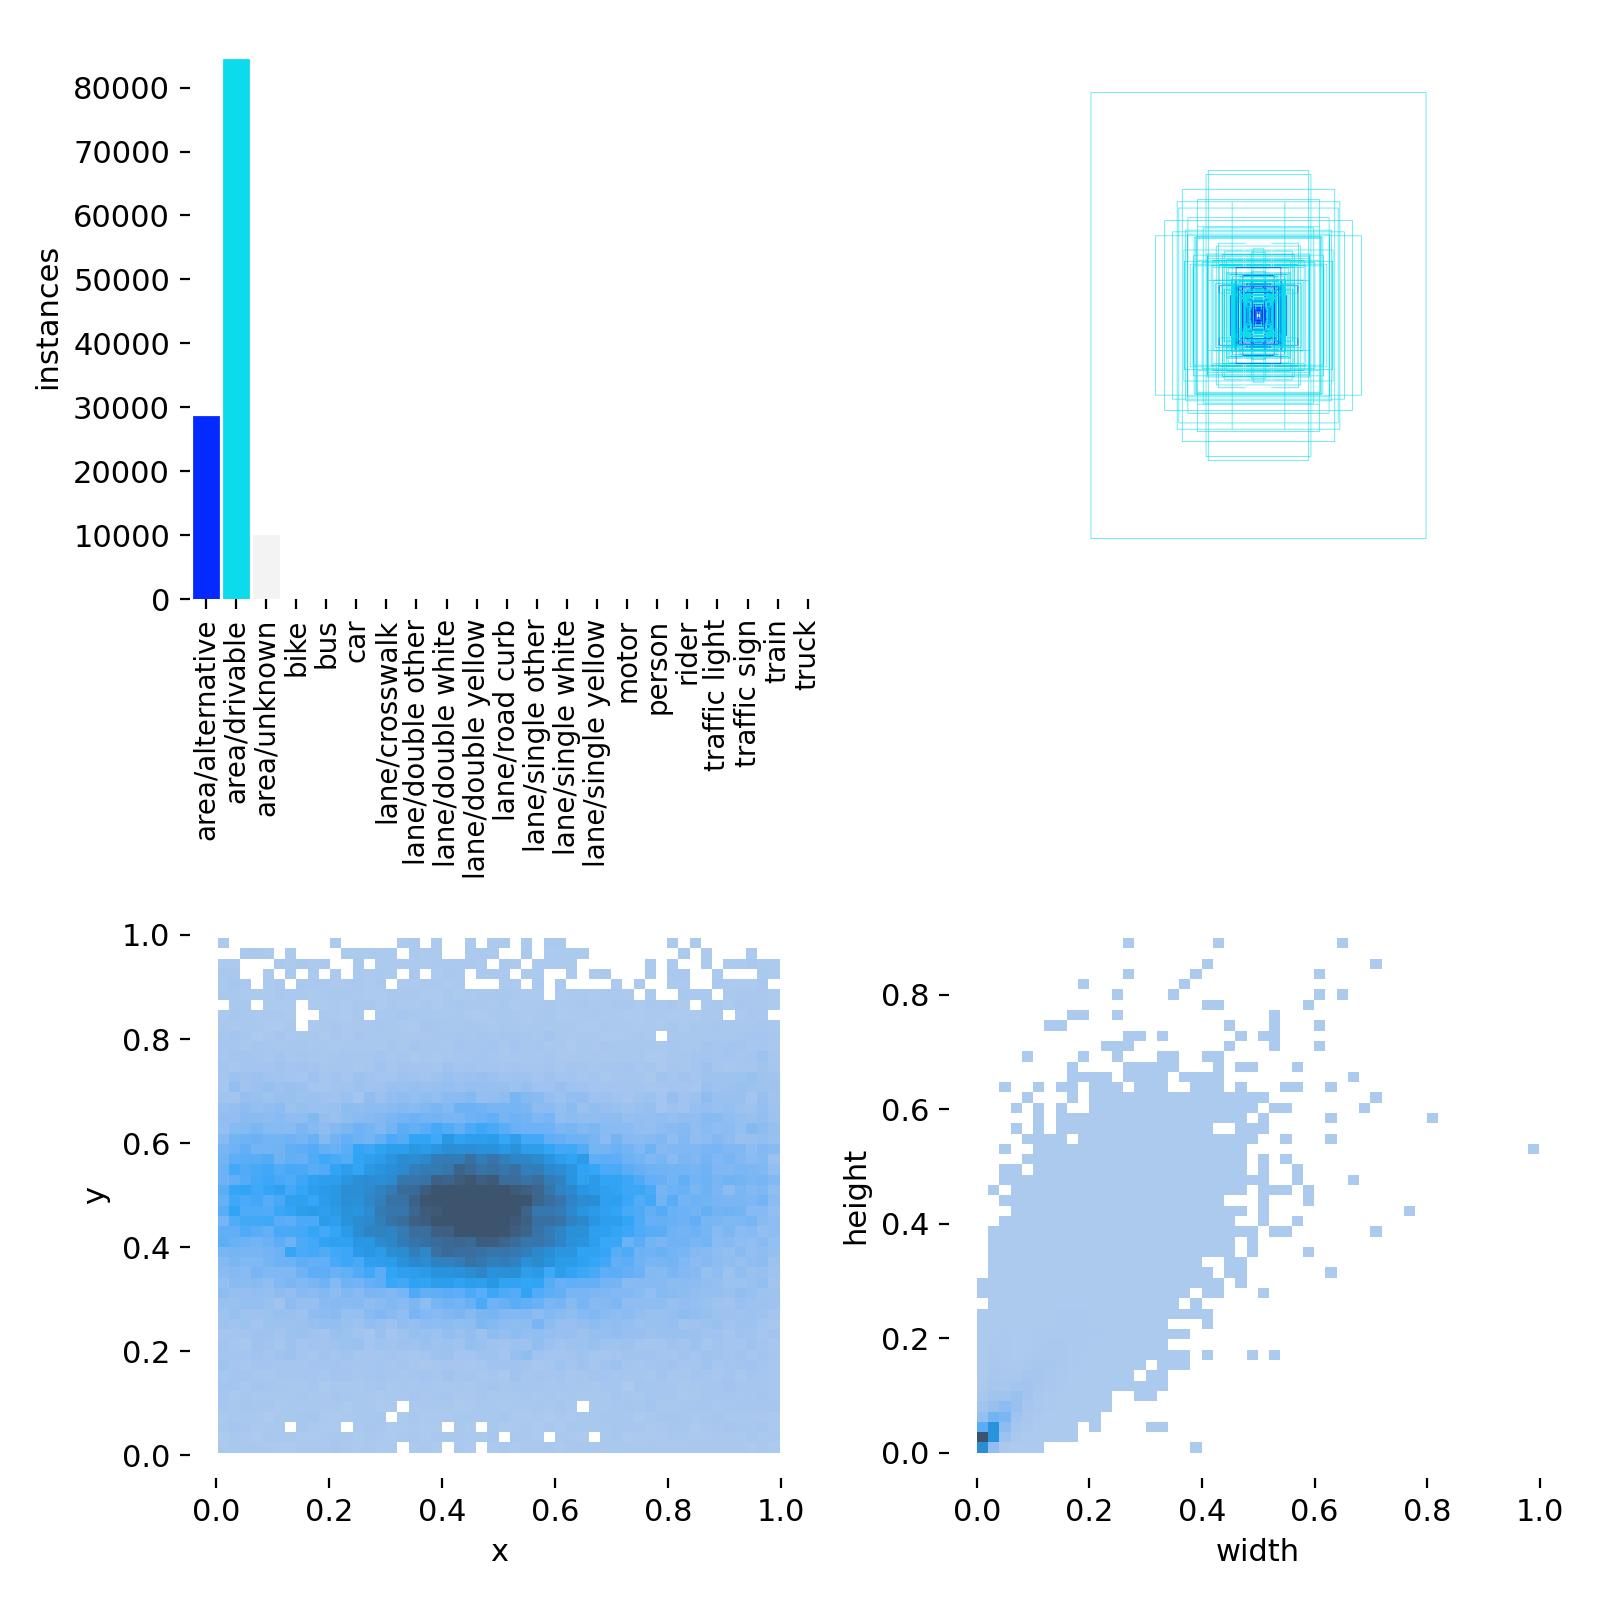 80000
70000
60000
50000
40000
30000
20000
10000
0
instances
area/alternative
area/drivable
area/unknown
bike
bus
car
lane/crosswalk
lane/double other
lane/double white
lane/double yellow
lane/road curb
lane/single other
lane/single white
lane/single yellow
motor
person
rider
traffic light
traffic sign
train
truck
1.0
0.8
0.6
0.4
0.2
0.0
y
0.0 0.2 0.4 0.6 0.8 1.0
x
0.8
0.6
0.4
0.2
0.0
height
0.0 0.2 0.4 0.6 0.8 1.0
width